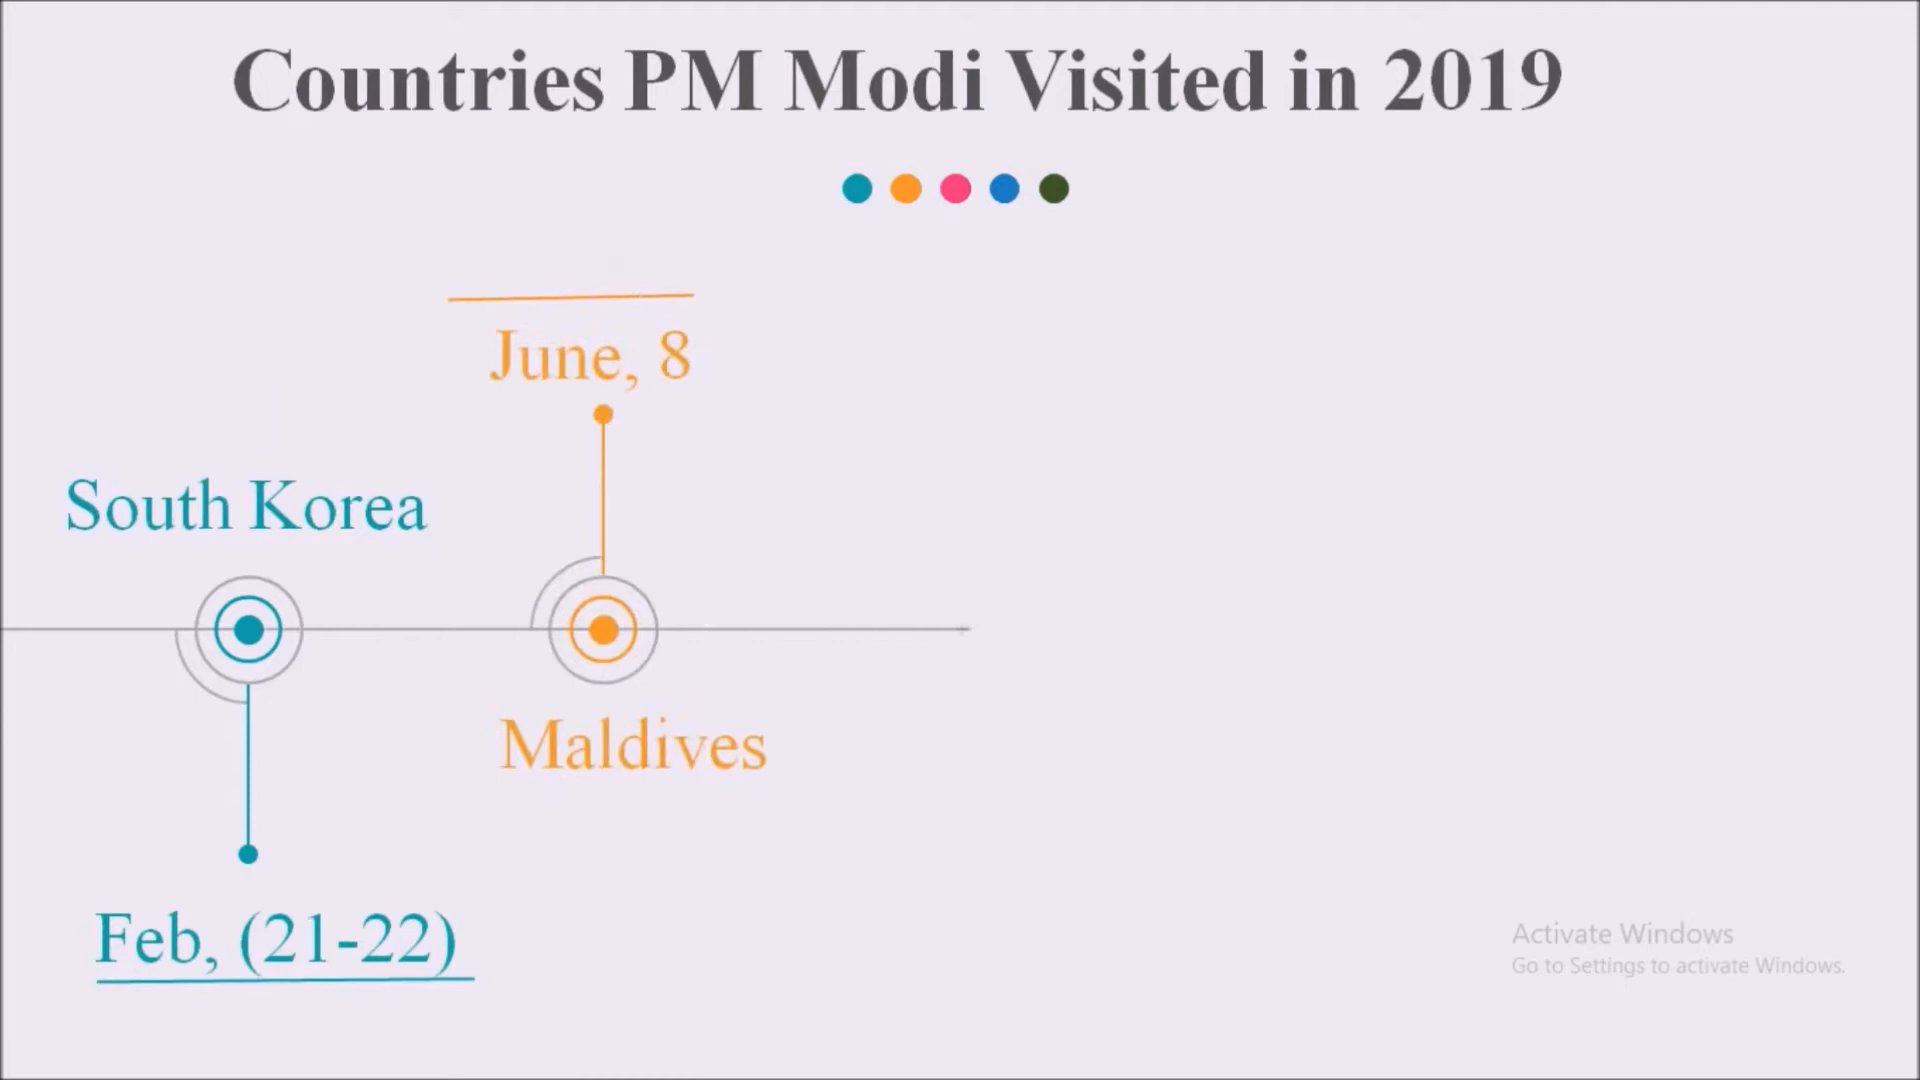 Countries PM Modi Visited in 2019
June, 8
South Korea
Maldives
Feb, (21-22)
Activate Windows
Go to Settings to activate Windows.